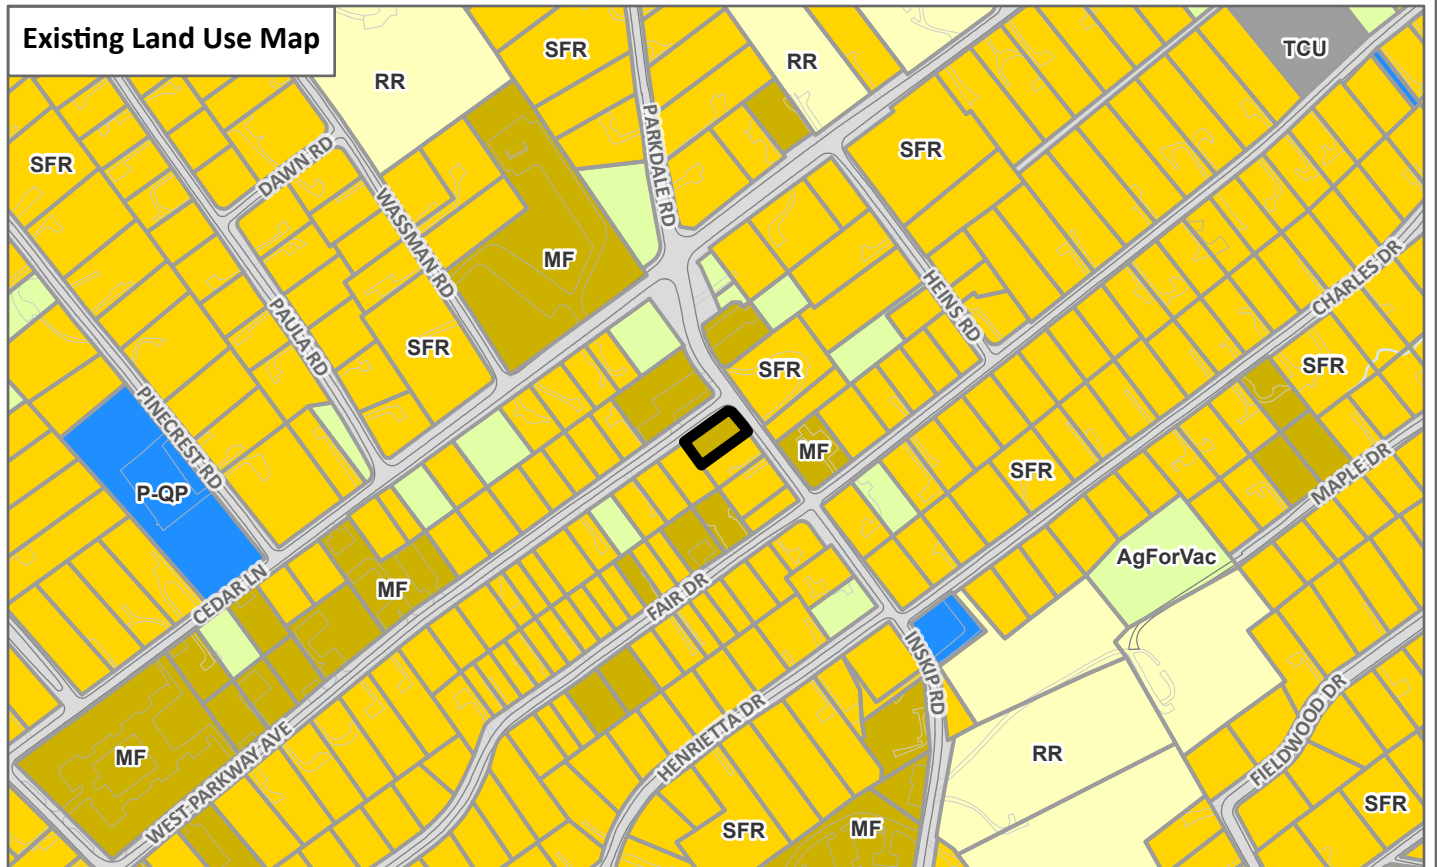 Existing Land Use Map
TCU
SFR
RR
RR
PARKDALE RD
SFR
SFR
DAWN RD
WASSMAN RD
MF
CHARLES DR
PAULA RD
HEINS RD
SFR
SFR
SFR
PINECREST RD
MF
SFR
P-QP
MAPLE DR
AgForVac
CEDAR LN
MF
FAIR DR
INSKIP RD
HENRIETTA DR
FIELDWOOD DR
MF
WEST PARKWAY AVE
RR
SFR
MF
SFR